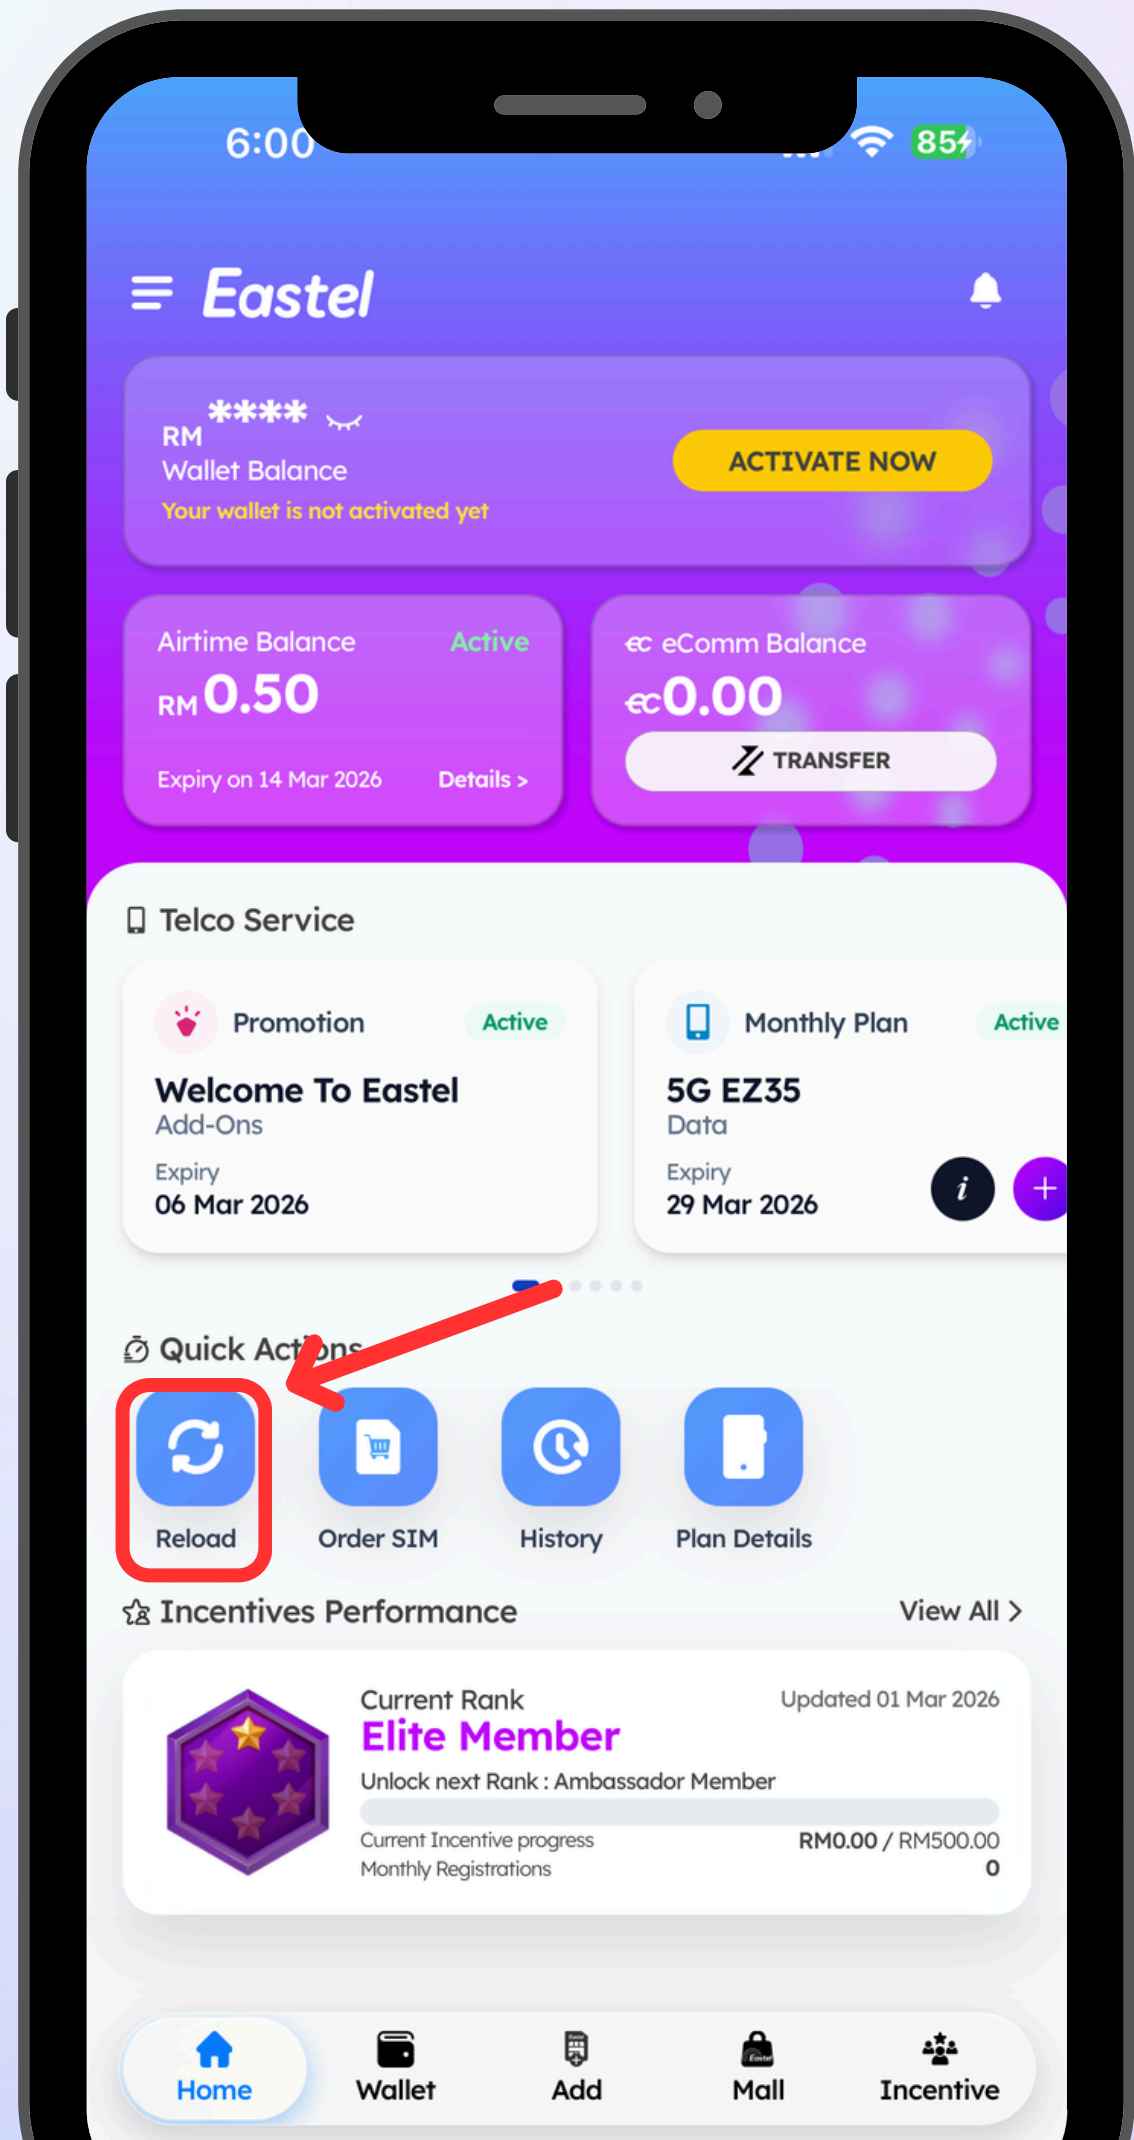 6:00
85
Eastel
RM ****
Wallet Balance
Your wallet is not activated yet
ACTIVATE NOW
Airtime Balance
Active
RM 0.50
Expiry on 14 Mar 2026
Details >
eComm Balance
0.00
TRANSFER
Telco Service
Promotion
Active
Welcome To Eastel
Add-Ons
Expiry
06 Mar 2026
Monthly Plan
Active
5G EZ35
Data
Expiry
29 Mar 2026
i
Quick Actions
Reload
Order SIM
History
Plan Details
Incentives Performance
View All >
Current Rank
Updated 01 Mar 2026
Elite Member
Unlock next Rank : Ambassador Member
Current Incentive progress
RM0.00 / RM500.00
Monthly Registrations
0
Home
Wallet
Add
Mall
Incentive